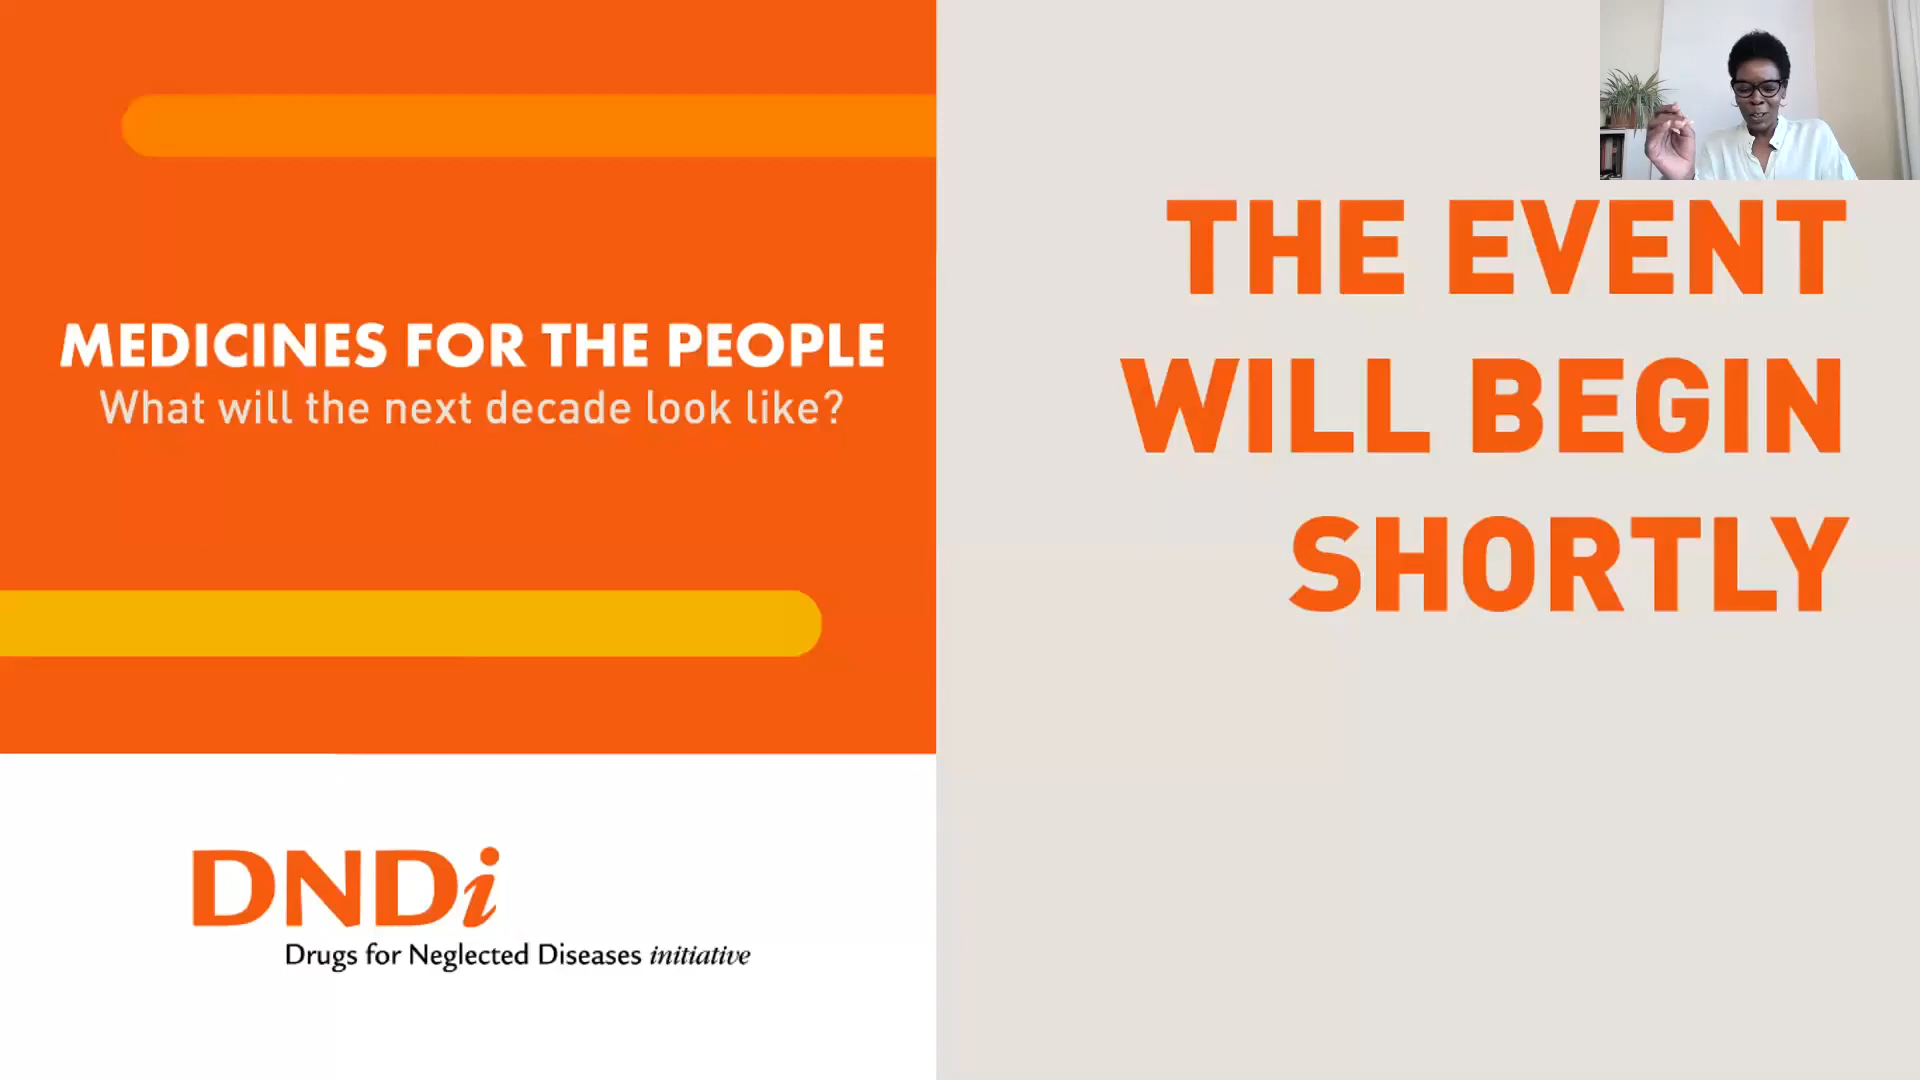 MEDICINES FOR THE PEOPLE
What will the next decade look like?
DNDi
Drugs for Neglected Diseases initiative
THE EVENT
WILL BEGIN
SHORTLY